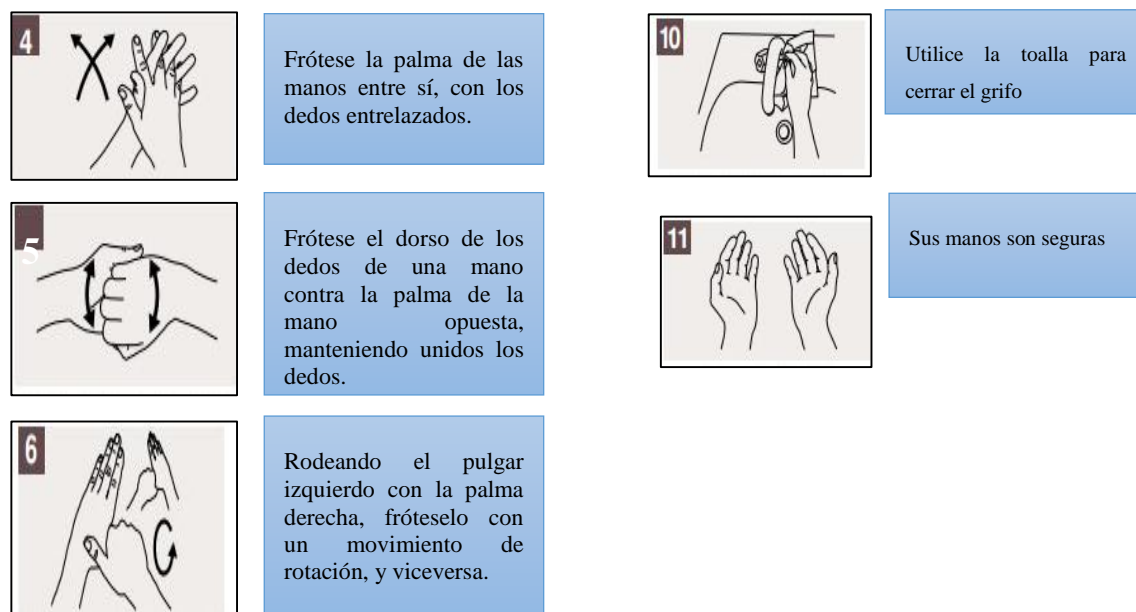 4
Frótese la palma de las
manos entre sí, con los
dedos entrelazados.
5
Frótese el dorso de los
dedos de una mano
contra la palma de la
mano opuesta,
manteniendo unidos los
dedos.
6
Rodeando el pulgar
izquierdo con la palma
derecha, fróteselo con
un movimiento de
rotación, y viceversa.
10
Utilice la toalla para
cerrar el grifo
11
Sus manos son seguras